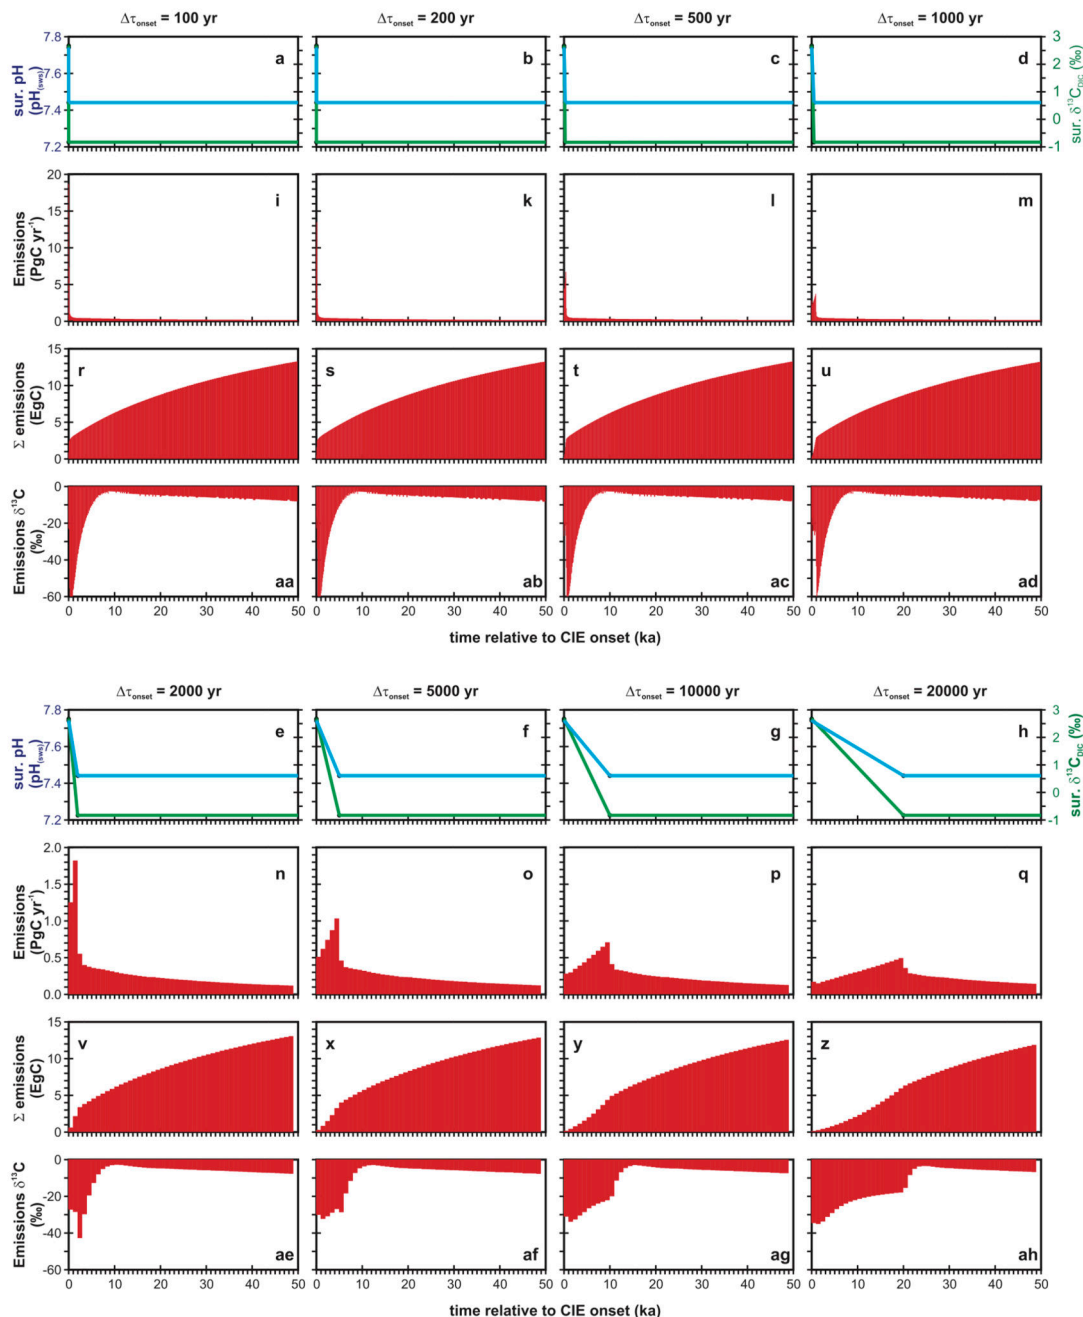 Δτonset = 100 yr Δτonset = 200 yr Δτonset = 500 yr Δτonset = 1000 yr
sur. pH
(pH(sws))
7.8
7.6
7.4
7.2
a b c d
3
2
1
0
-1
sur. δ13CDIC (‰)
Emissions
(PgC yr-1)
20
15
10
5
0
i k l m
Σ emissions
(EgC)
15
10
5
0
r s t u
Emissions δ13C
(‰)
0
-20
-40
-60
aa ab ac ad
0 10 20 30 40 50 0 10 20 30 40 50 0 10 20 30 40 50 0 10 20 30 40 50
time relative to CIE onset (ka)
Δτonset = 2000 yr Δτonset = 5000 yr Δτonset = 10000 yr Δτonset = 20000 yr
sur. pH
(pH(sws))
7.8
7.6
7.4
7.2
e f g h
3
2
1
0
-1
sur. δ13CDIC (‰)
Emissions
(PgC yr-1)
2.0
1.5
1.0
0.5
0.0
n o p q
Σ emissions
(EgC)
15
10
5
0
v x y z
Emissions δ13C
(‰)
0
-20
-40
-60
ae af ag ah
0 10 20 30 40 50 0 10 20 30 40 50 0 10 20 30 40 50 0 10 20 30 40 50
time relative to CIE onset (ka)